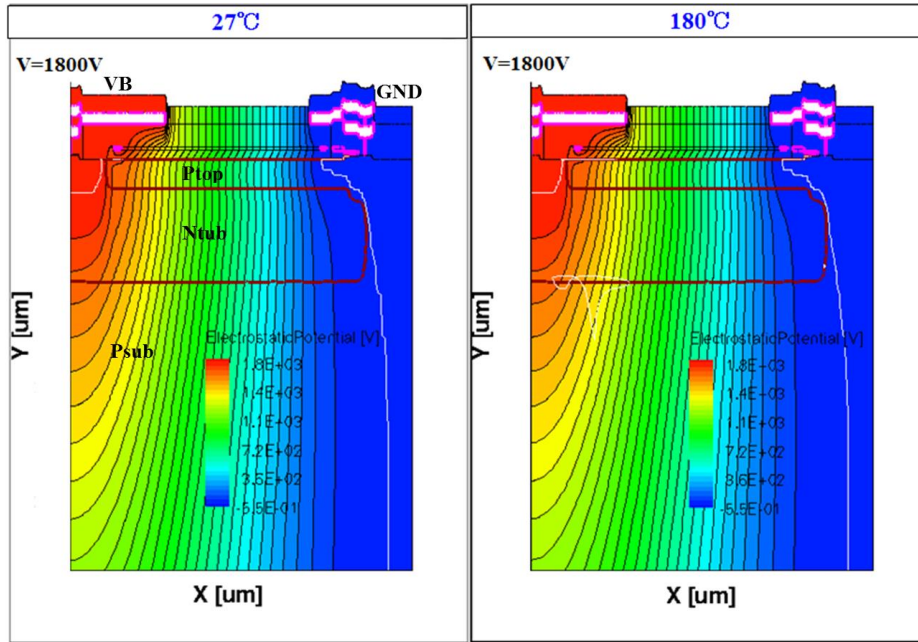 27℃
V=1800V
VB
GND
Ptop
Ntub
Psub
ElectrostaticPotential [V]
1.8E+03
1.4E+03
1.1E+03
7.2E+02
3.6E+02
-5.5E-01
Y [um]
X [um]
180℃
V=1800V
ElectrostaticPotential [V]
1.8E+03
1.4E+03
1.1E+03
7.2E+02
3.6E+02
-5.5E-01
Y [um]
X [um]